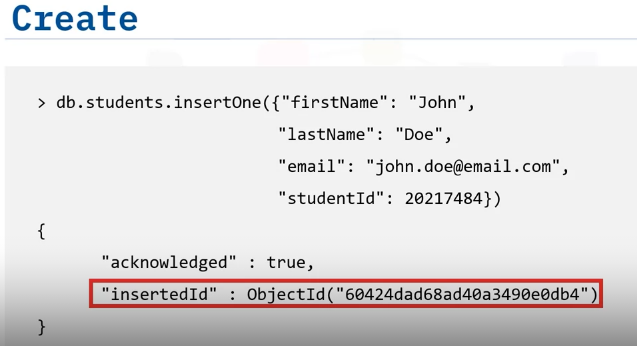 Create
> db.students.insertOne({"firstName": "John",
"lastName": "Doe",
"email": "john.doe@email.com",
"studentId": 20217484})
{
"acknowledged" : true,
"insertedId" : ObjectId("60424dad68ad40a3490e0db4")
}